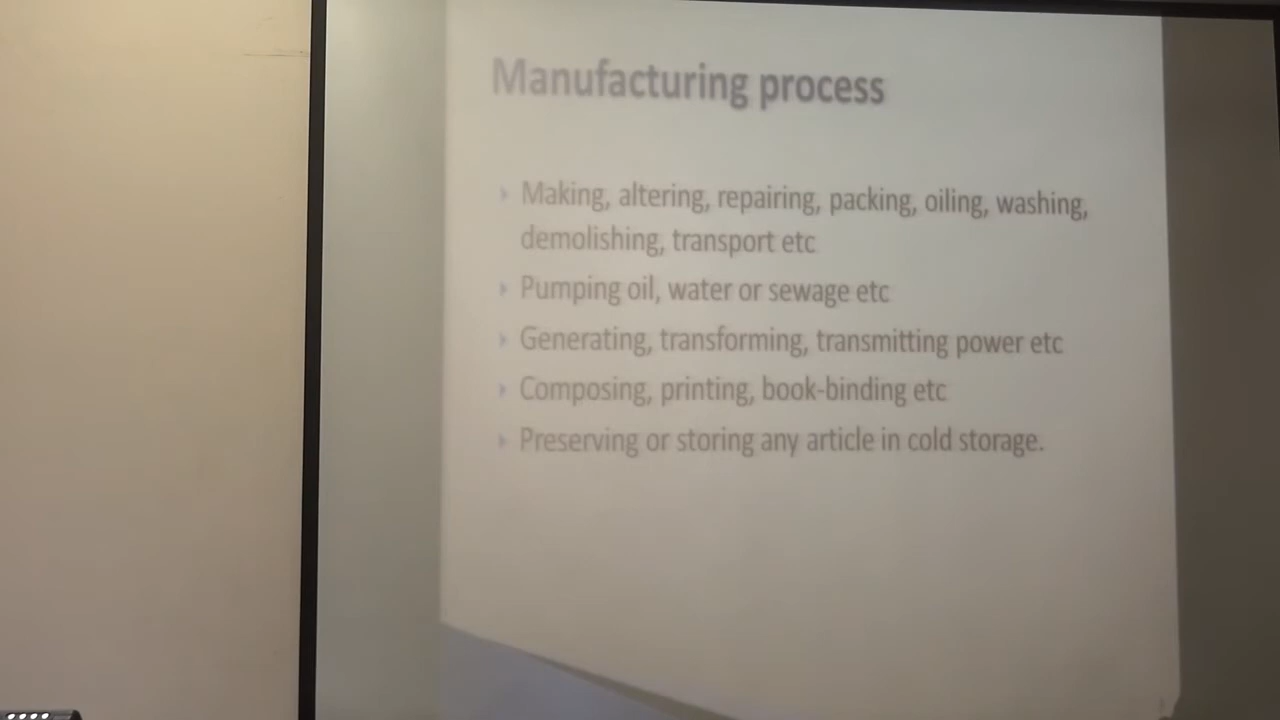 Manufacturing process
Making, altering, repairing, packing, oiling, washing,
demolishing, transport etc
Pumping oil, water or sewage etc
Generating, transforming, transmitting power etc
Composing, printing, book-binding etc
Preserving or storing any article in cold storage.